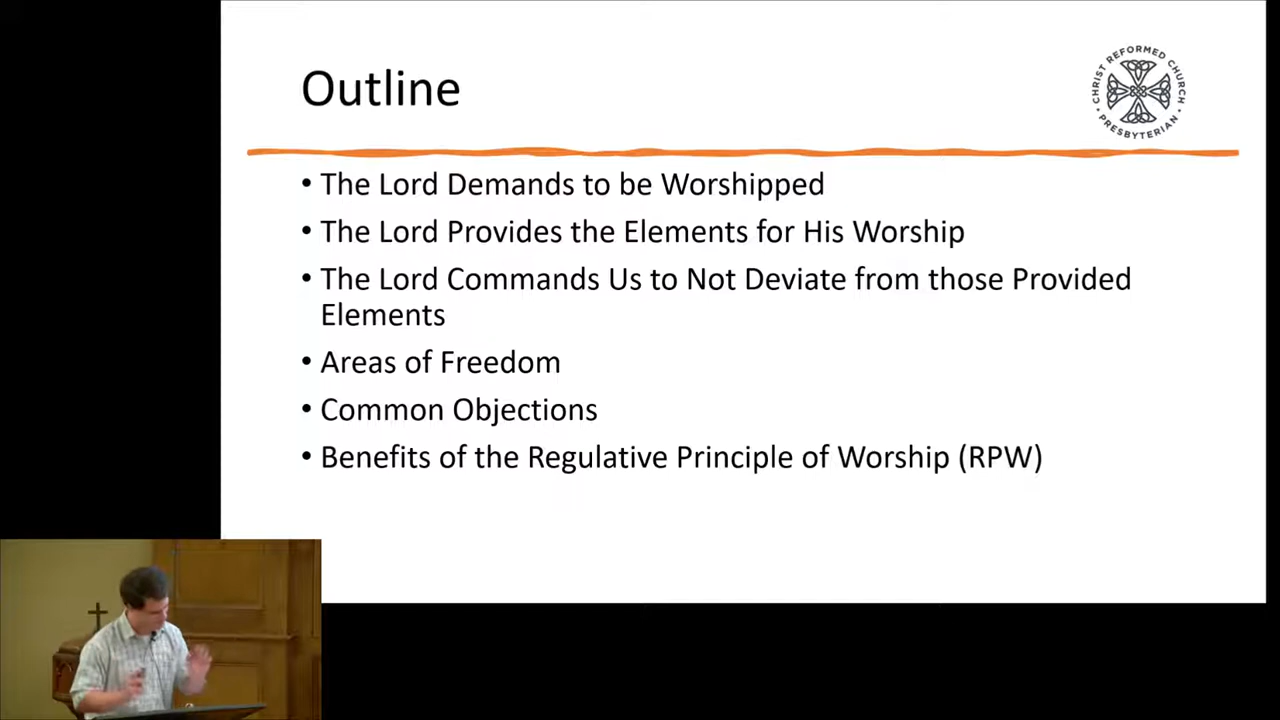 Outline
CHRIST REFORMED CHURCH
• PRESBYTERIAN •
• The Lord Demands to be Worshipped
• The Lord Provides the Elements for His Worship
• The Lord Commands Us to Not Deviate from those Provided
Elements
• Areas of Freedom
• Common Objections
• Benefits of the Regulative Principle of Worship (RPW)